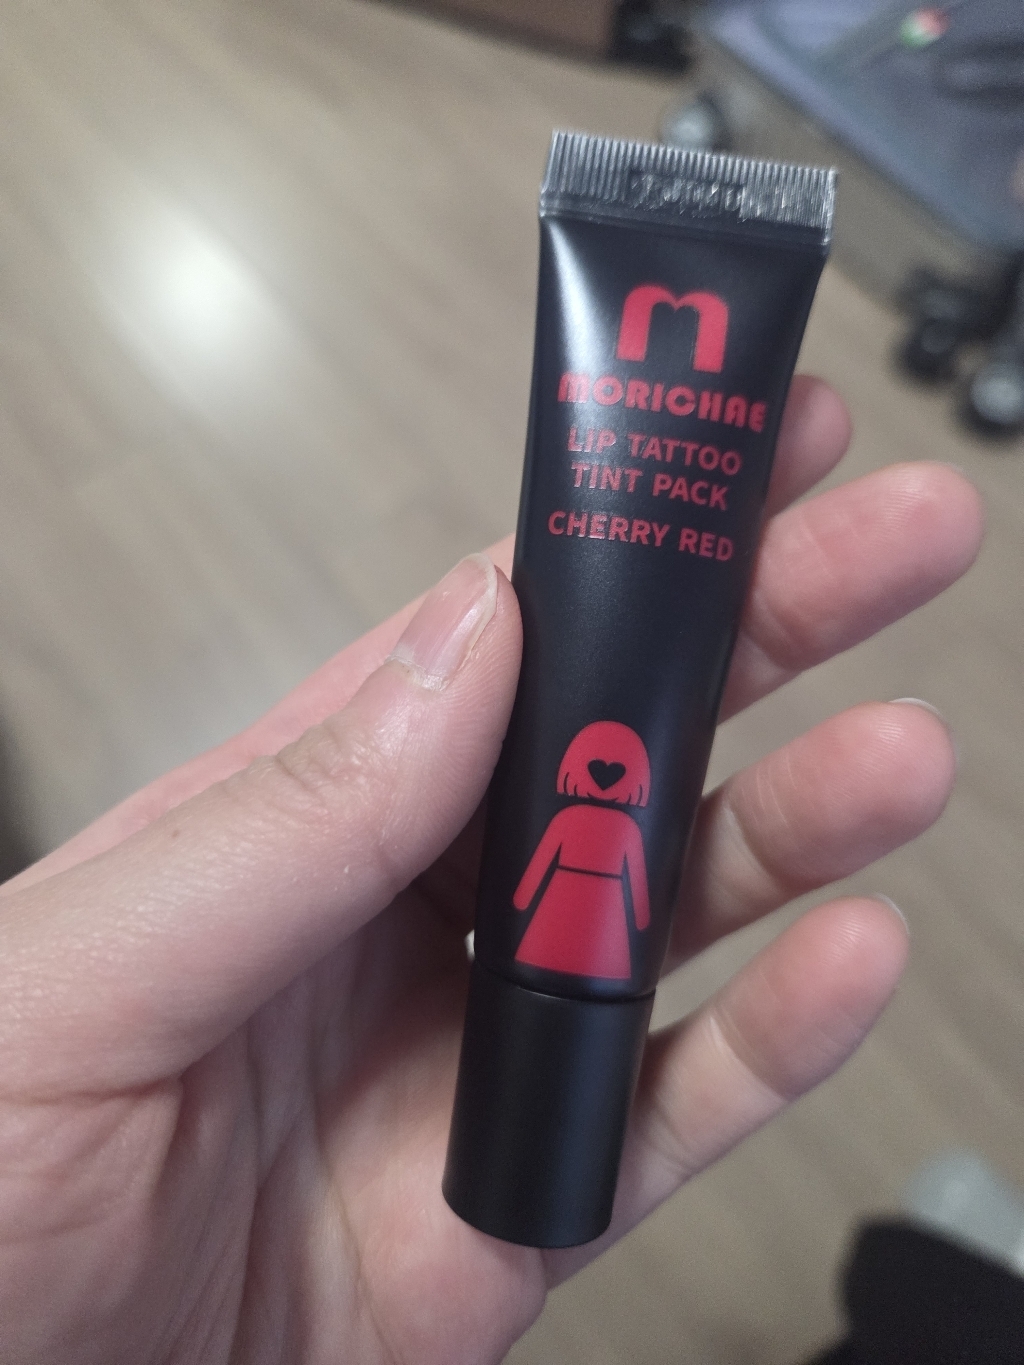 m
MORICHAE
LIP TATTOO
TINT PACK
CHERRY RED